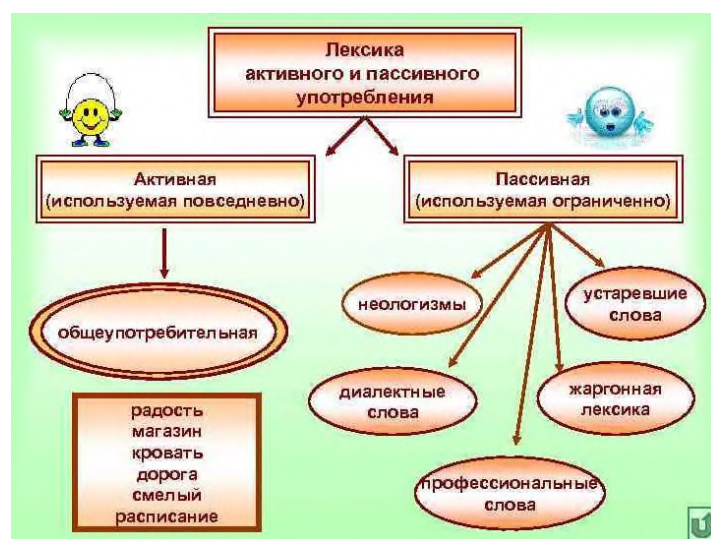 Лексика
активного и пассивного
употребления
Активная
(используемая повседневно)
Пассивная
(используемая ограниченно)
общеупотребительная
неологизмы
устаревшие
слова
диалектные
слова
жаргонная
лексика
профессиональные
слова
радость
магазин
кровать
дорога
смелый
расписание